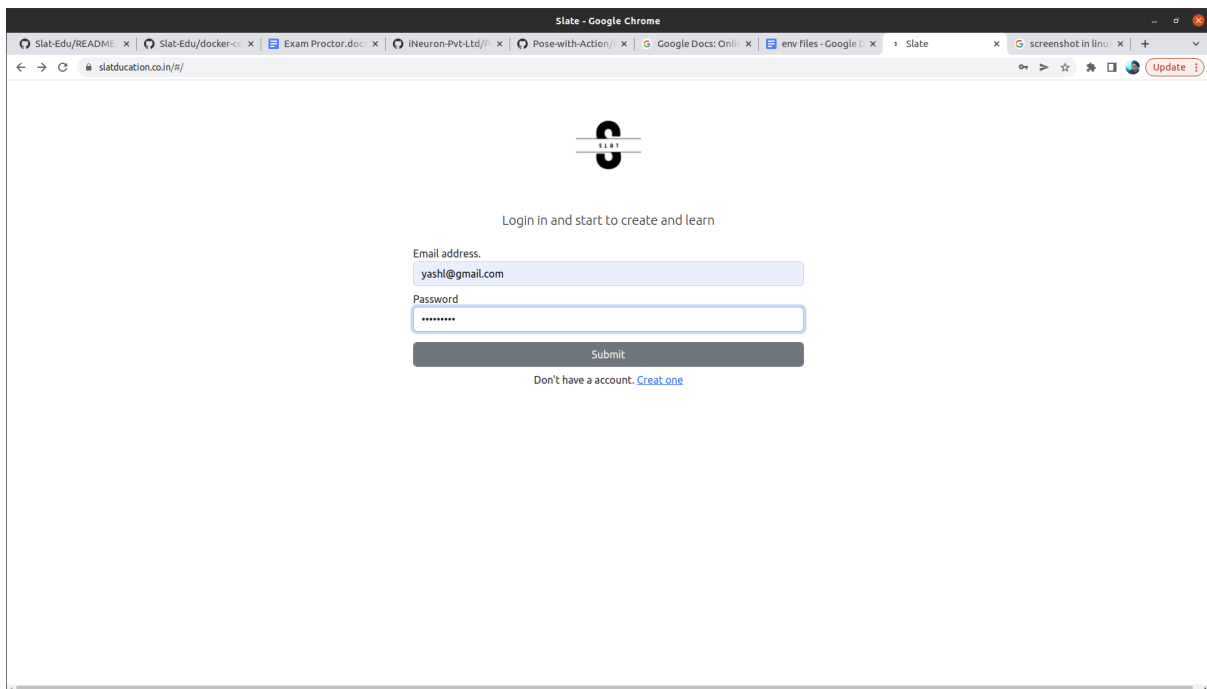 Slate - Google Chrome
Slat-Edu/README
Slat-Edu/docker-co
Exam Proctor.doc
iNeuron-Pvt-Ltd/P
Pose-with-Action/
Google Docs: Onli
env files - Google D
Slate
screenshot in linux
slatducation.co.in/#/
Update
SLAT
Login in and start to create and learn
Email address.
yashl@gmail.com
Password
•••••••••
Submit
Don't have a account. Creat one